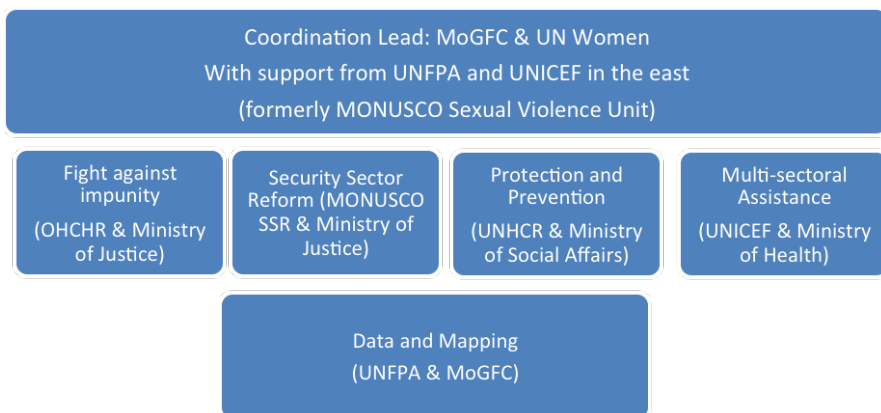 Coordination Lead: MoGFC & UN Women
With support from UNFPA and UNICEF in the east
(formerly MONUSCO Sexual Violence Unit)
Fight against
impunity
(OHCHR & Ministry
of Justice)
Security Sector
Reform (MONUSCO
SSR & Ministry of
Justice)
Protection and
Prevention
(UNHCR & Ministry
of Social Affairs)
Multi-sectoral
Assistance
(UNICEF & Ministry
of Health)
Data and Mapping
(UNFPA & MoGFC)